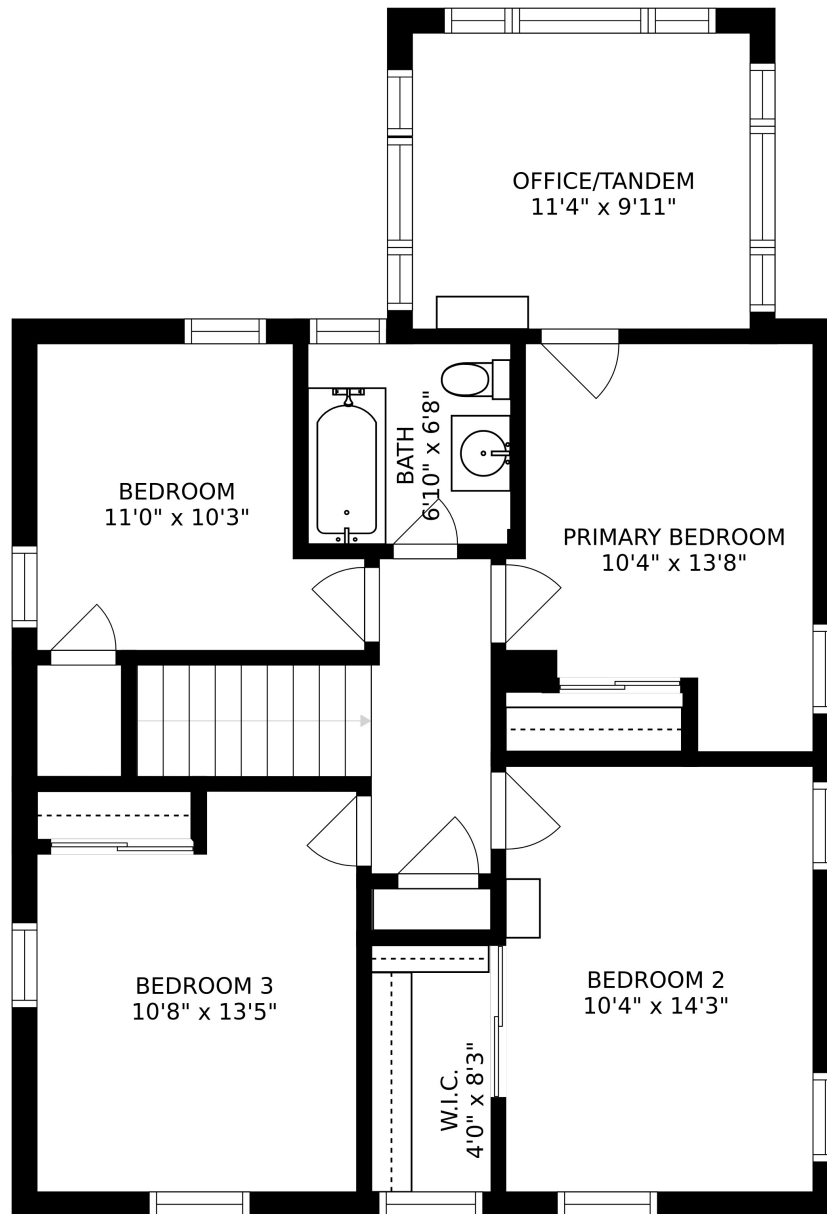 OFFICE/TANDEM
11'4" x 9'11"
BATH
6'10" x 6'8"
BEDROOM
11'0" x 10'3"
PRIMARY BEDROOM
10'4" x 13'8"
BEDROOM 3
10'8" x 13'5"
BEDROOM 2
10'4" x 14'3"
W.I.C.
4'0" x 8'3"